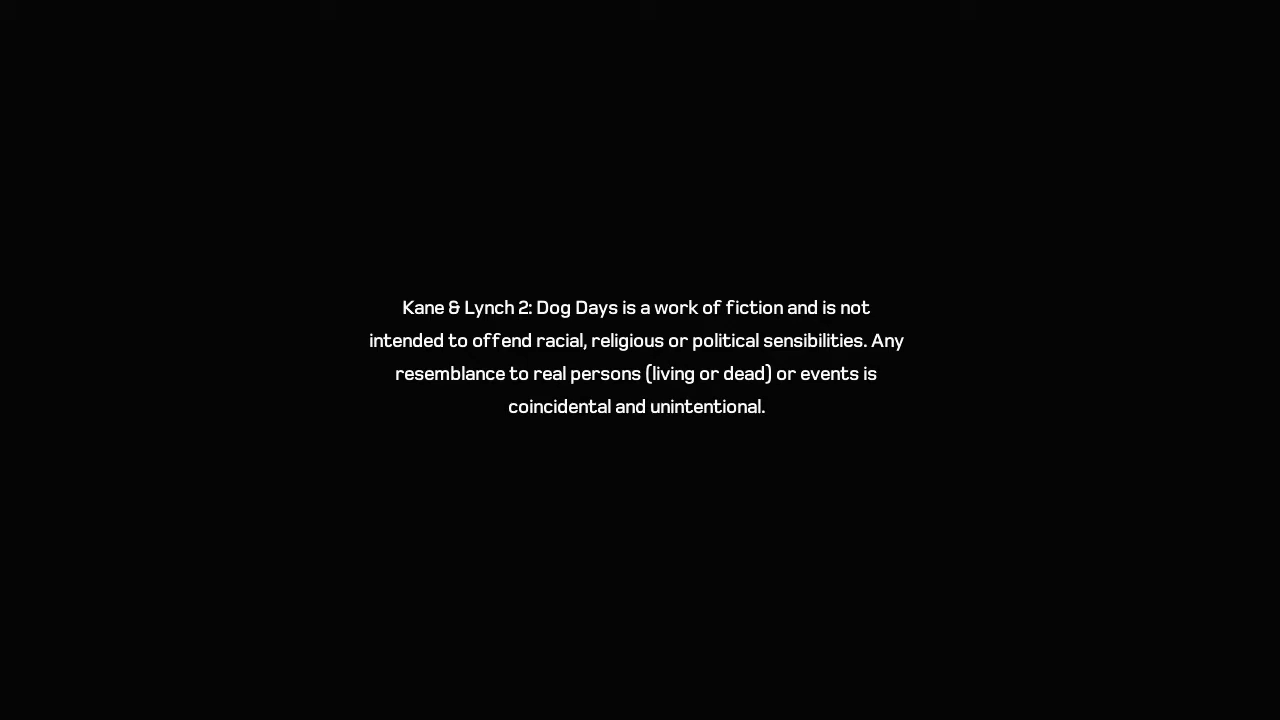 Kane & Lynch 2: Dog Days is a work of fiction and is not
intended to offend racial, religious or political sensibilities. Any
resemblance to real persons (living or dead) or events is
coincidental and unintentional.